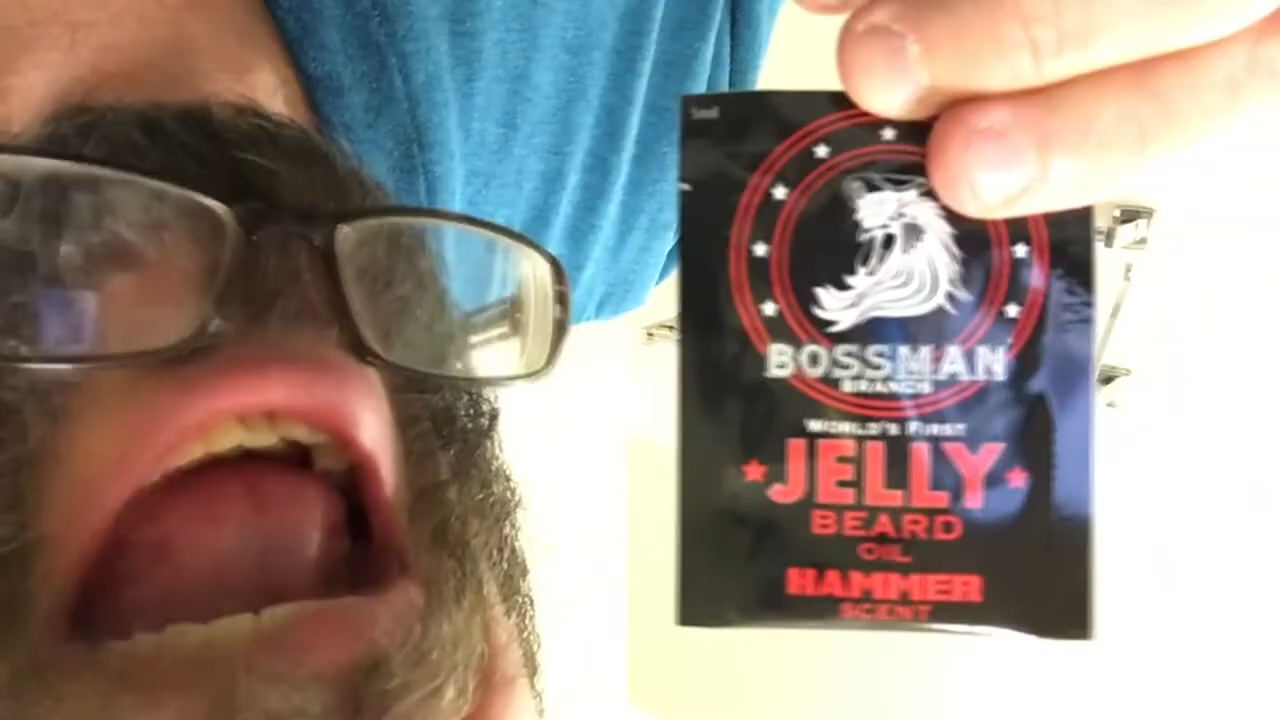 BOSSMAN
BRANDS
WORLD'S FIRST
JELLY
BEARD
OIL
HAMMER
SCENT